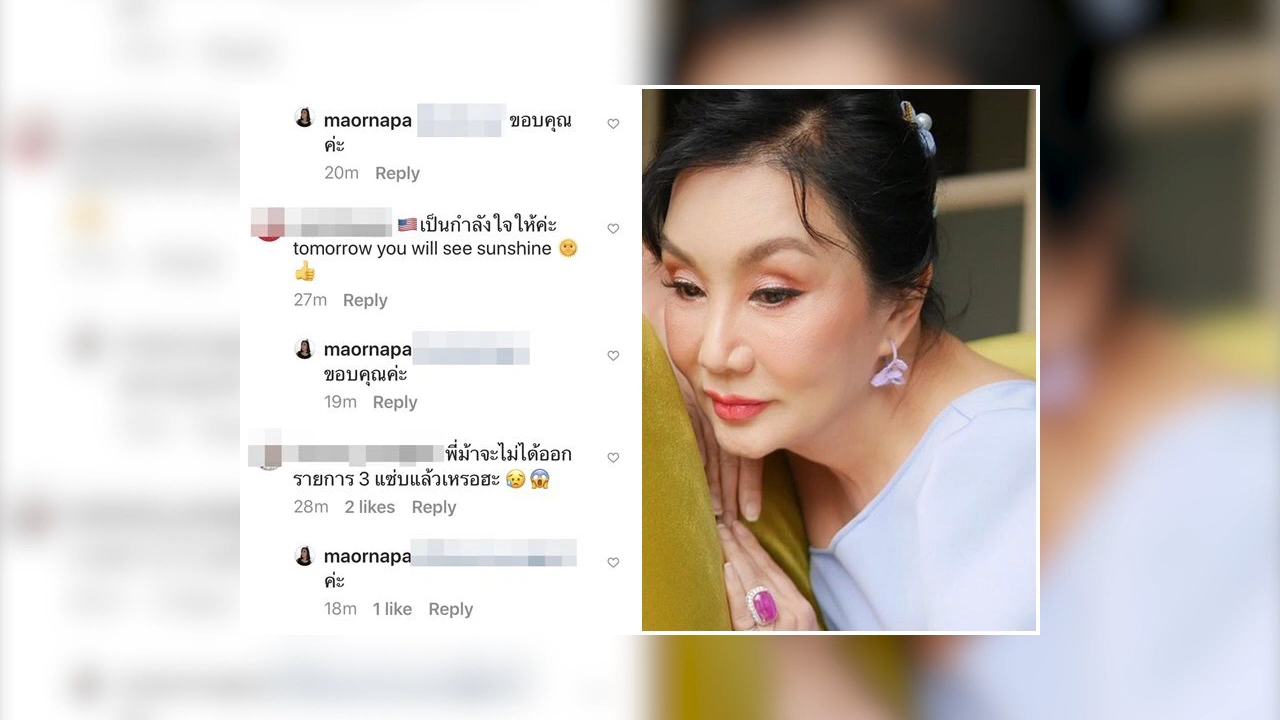 maornapa ขอบคุณ
ค่ะ
20m Reply
🇺🇸เป็นกำลังใจให้ค่ะ
tomorrow you will see sunshine 🌞
👍
27m Reply
maornapa
ขอบคุณค่ะ
19m Reply
พี่ม้าจะไม่ได้ออก
รายการ 3 แซ่บแล้วเหรอฮะ 😥😱
28m 2 likes Reply
maornapa
ค่ะ
18m 1 like Reply